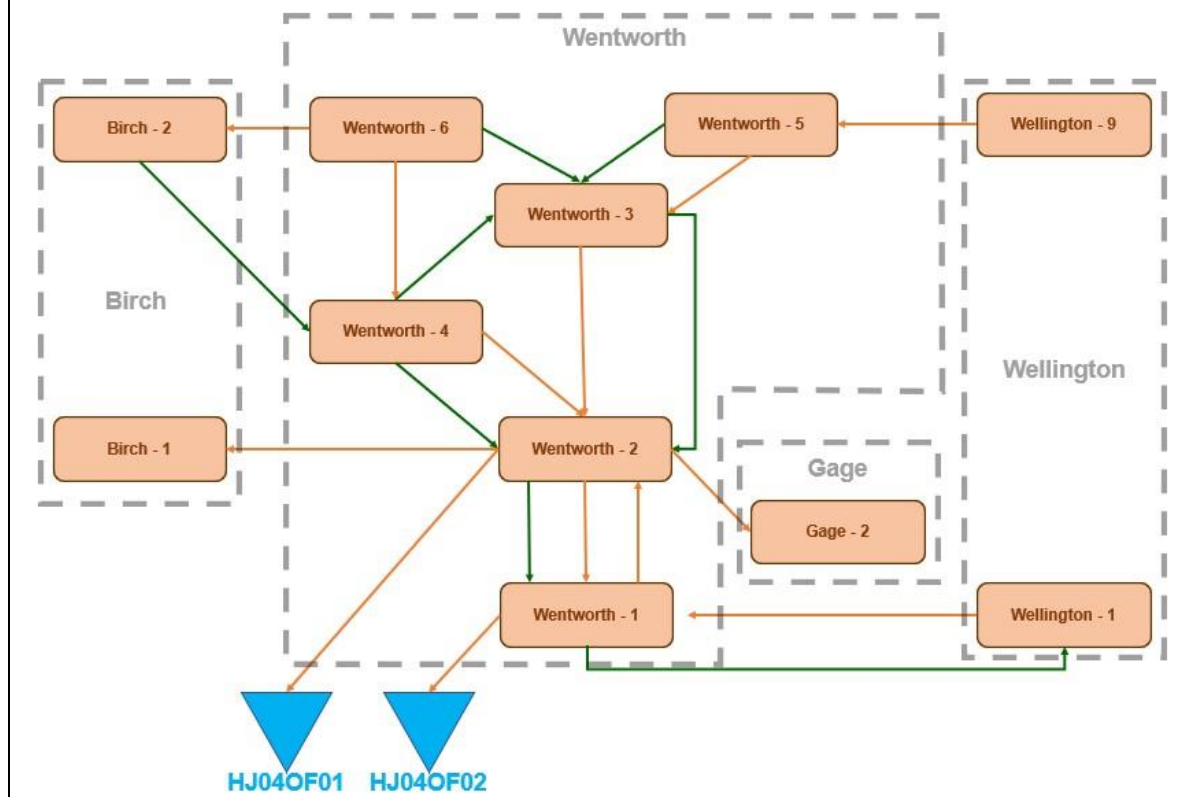 Wentworth
Birch - 2
Wentworth - 6
Wentworth - 5
Wellington - 9
Wentworth - 3
Birch
Wentworth - 4
Wellington
Birch - 1
Wentworth - 2
Gage
Gage - 2
Wentworth - 1
Wellington - 1
HJ04OF01
HJ04OF02